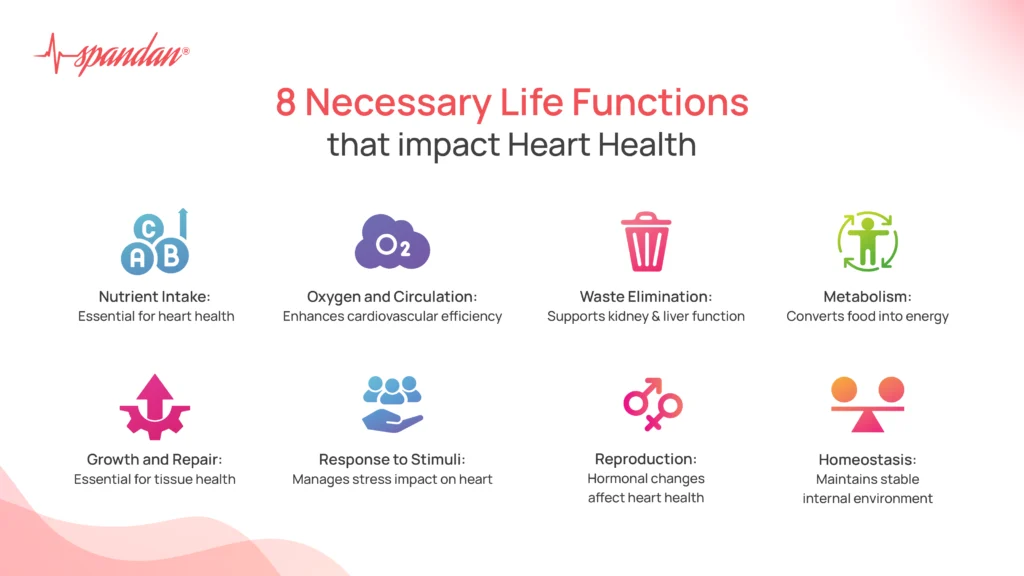 spandan®
8 Necessary Life Functions
that impact Heart Health
C
A B
Nutrient Intake:
Essential for heart health
O2
Oxygen and Circulation:
Enhances cardiovascular efficiency
Waste Elimination:
Supports kidney & liver function
Metabolism:
Converts food into energy
Growth and Repair:
Essential for tissue health
Response to Stimuli:
Manages stress impact on heart
Reproduction:
Hormonal changes
affect heart health
Homeostasis:
Maintains stable
internal environment